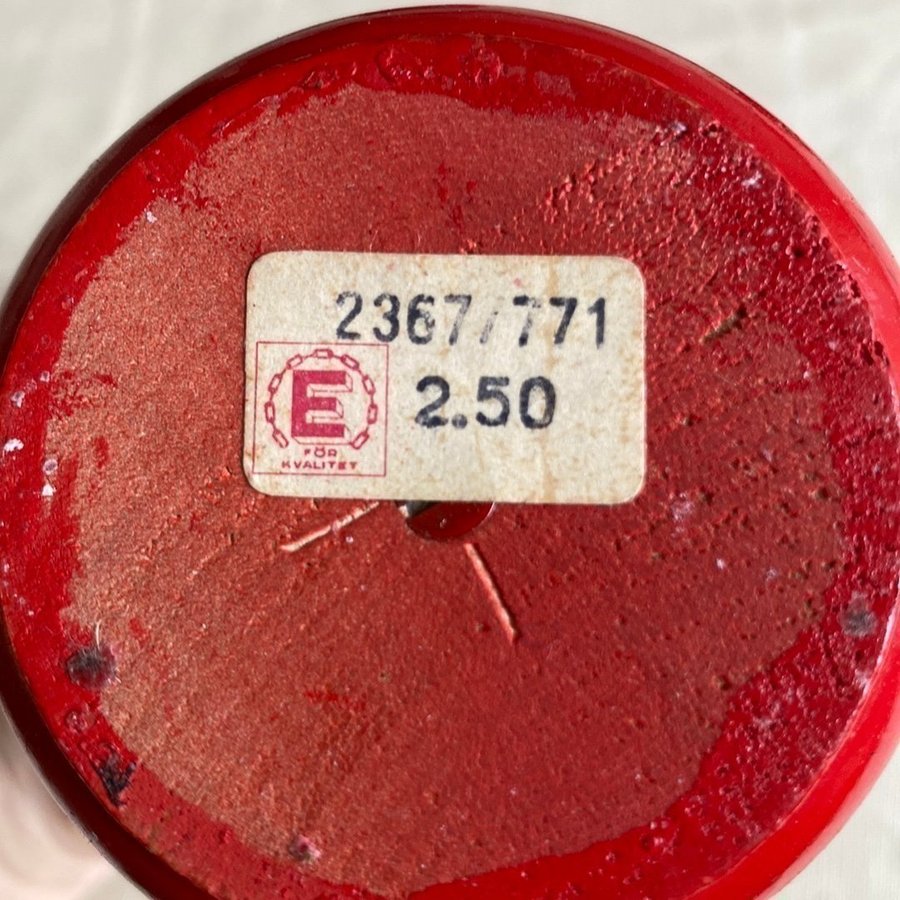 2367/771
2.50
E
FÖR
KVALITET